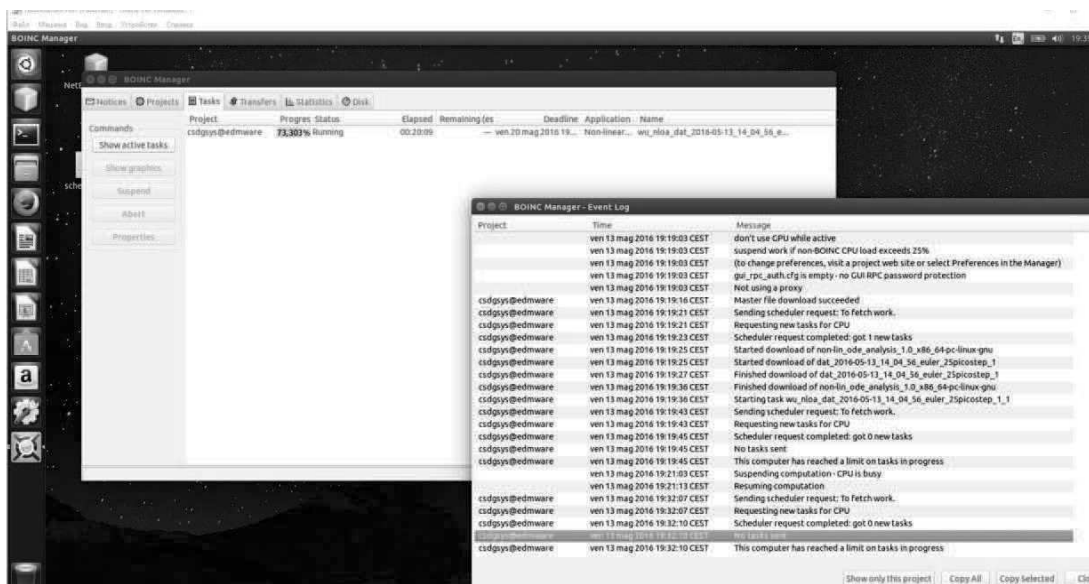 BOINC Manager
19:39
BOINC Manager
Notices Projects Tasks Transfers Statistics Disk
Commands
Show active tasks
Show graphics
Suspend
Abort
Properties
Project Progres Status Elapsed Remaining (es Deadline Application Name
csdgsys@edmware 73,303% Running 00:20:09 — ven 20 mag 2016 19... Non-linear... wu_nloa_dat_2016-05-13_14_04_56_e...
BOINC Manager - Event Log
Project Time Message
ven 13 mag 2016 19:19:03 CEST don't use GPU while active
ven 13 mag 2016 19:19:03 CEST suspend work if non-BOINC CPU load exceeds 25%
ven 13 mag 2016 19:19:03 CEST (to change preferences, visit a project web site or select Preferences in the Manager)
ven 13 mag 2016 19:19:03 CEST gui_rpc_auth.cfg is empty - no GUI RPC password protection
ven 13 mag 2016 19:19:03 CEST Not using a proxy
csdgsys@edmware ven 13 mag 2016 19:19:16 CEST Master file download succeeded
csdgsys@edmware ven 13 mag 2016 19:19:21 CEST Sending scheduler request: To fetch work.
csdgsys@edmware ven 13 mag 2016 19:19:21 CEST Requesting new tasks for CPU
csdgsys@edmware ven 13 mag 2016 19:19:23 CEST Scheduler request completed: got 1 new tasks
csdgsys@edmware ven 13 mag 2016 19:19:25 CEST Started download of non-lin_ode_analysis_1.0_x86_64-pc-linux-gnu
csdgsys@edmware ven 13 mag 2016 19:19:25 CEST Started download of dat_2016-05-13_14_04_56_euler_25picostep_1
csdgsys@edmware ven 13 mag 2016 19:19:27 CEST Finished download of dat_2016-05-13_14_04_56_euler_25picostep_1
csdgsys@edmware ven 13 mag 2016 19:19:36 CEST Finished download of non-lin_ode_analysis_1.0_x86_64-pc-linux-gnu
csdgsys@edmware ven 13 mag 2016 19:19:36 CEST Starting task wu_nloa_dat_2016-05-13_14_04_56_euler_25picostep_1_1
csdgsys@edmware ven 13 mag 2016 19:19:43 CEST Sending scheduler request: To fetch work.
csdgsys@edmware ven 13 mag 2016 19:19:43 CEST Requesting new tasks for CPU
csdgsys@edmware ven 13 mag 2016 19:19:45 CEST Scheduler request completed: got 0 new tasks
csdgsys@edmware ven 13 mag 2016 19:19:45 CEST No tasks sent
csdgsys@edmware ven 13 mag 2016 19:19:45 CEST This computer has reached a limit on tasks in progress
ven 13 mag 2016 19:21:03 CEST Suspending computation - CPU is busy
ven 13 mag 2016 19:21:13 CEST Resuming computation
csdgsys@edmware ven 13 mag 2016 19:32:07 CEST Sending scheduler request: To fetch work.
csdgsys@edmware ven 13 mag 2016 19:32:07 CEST Requesting new tasks for CPU
csdgsys@edmware ven 13 mag 2016 19:32:10 CEST Scheduler request completed: got 0 new tasks
csdgsys@edmware ven 13 mag 2016 19:32:10 CEST No tasks sent
csdgsys@edmware ven 13 mag 2016 19:32:10 CEST This computer has reached a limit on tasks in progress
Show only this project Copy All Copy Selected Clo